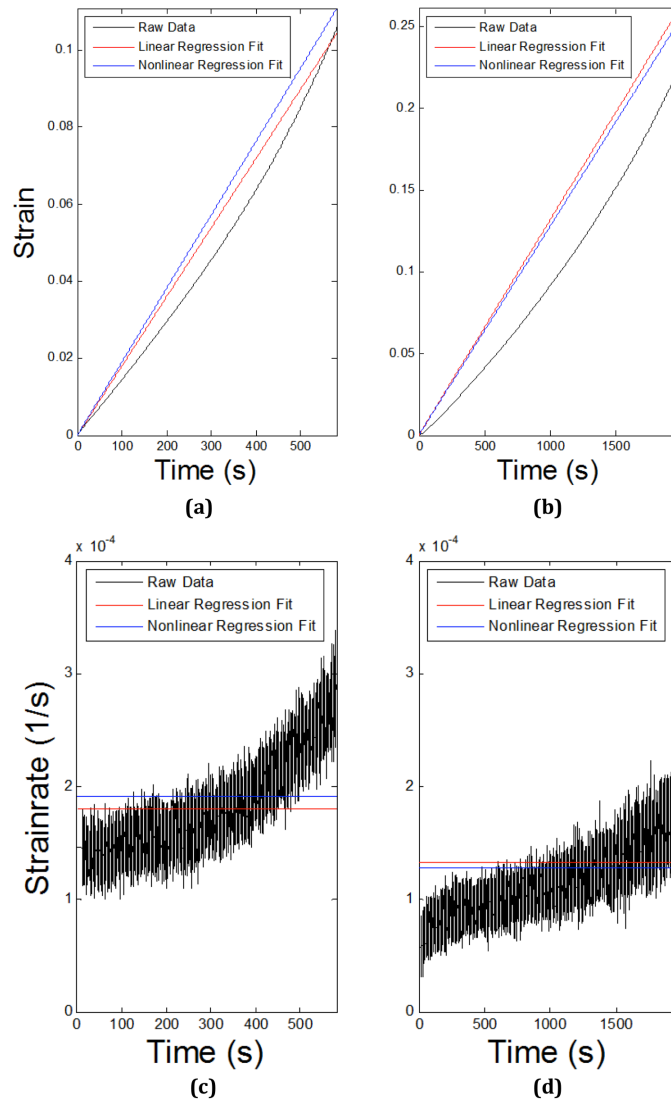 Raw Data
Linear Regression Fit
Nonlinear Regression Fit
0.1
0.08
0.06
0.04
0.02
0
Strain
0 100 200 300 400 500
Time (s)
(a)
Raw Data
Linear Regression Fit
Nonlinear Regression Fit
0.25
0.2
0.15
0.1
0.05
0
0 500 1000 1500
Time (s)
(b)
x 10⁻⁴
Raw Data
Linear Regression Fit
Nonlinear Regression Fit
4
3
2
1
0
Strainrate (1/s)
0 100 200 300 400 500
Time (s)
(c)
x 10⁻⁴
Raw Data
Linear Regression Fit
Nonlinear Regression Fit
4
3
2
1
0
0 500 1000 1500
Time (s)
(d)